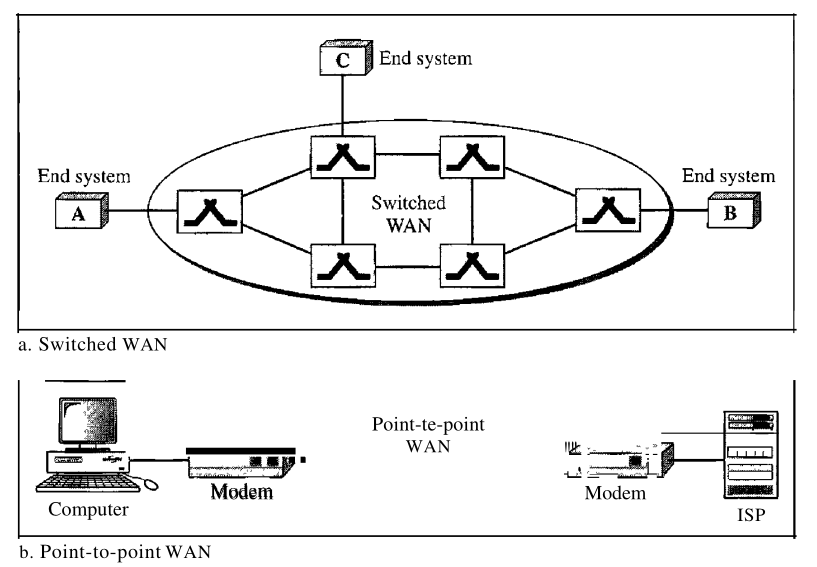 C End system
End system
A
Switched
WAN
End system
B
a. Switched WAN
Point-te-point
WAN
Computer
Modem
Modem
ISP
b. Point-to-point WAN